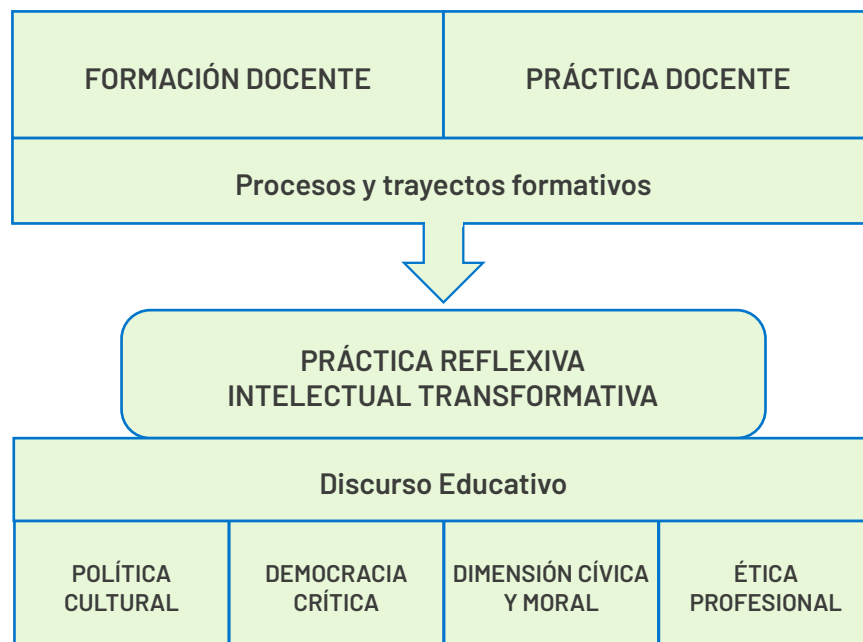 FORMACIÓN DOCENTE
PRÁCTICA DOCENTE
Procesos y trayectos formativos
PRÁCTICA REFLEXIVA
INTELECTUAL TRANSFORMATIVA
Discurso Educativo
POLÍTICA
CULTURAL
DEMOCRACIA
CRÍTICA
DIMENSIÓN CÍVICA
Y MORAL
ÉTICA
PROFESIONAL